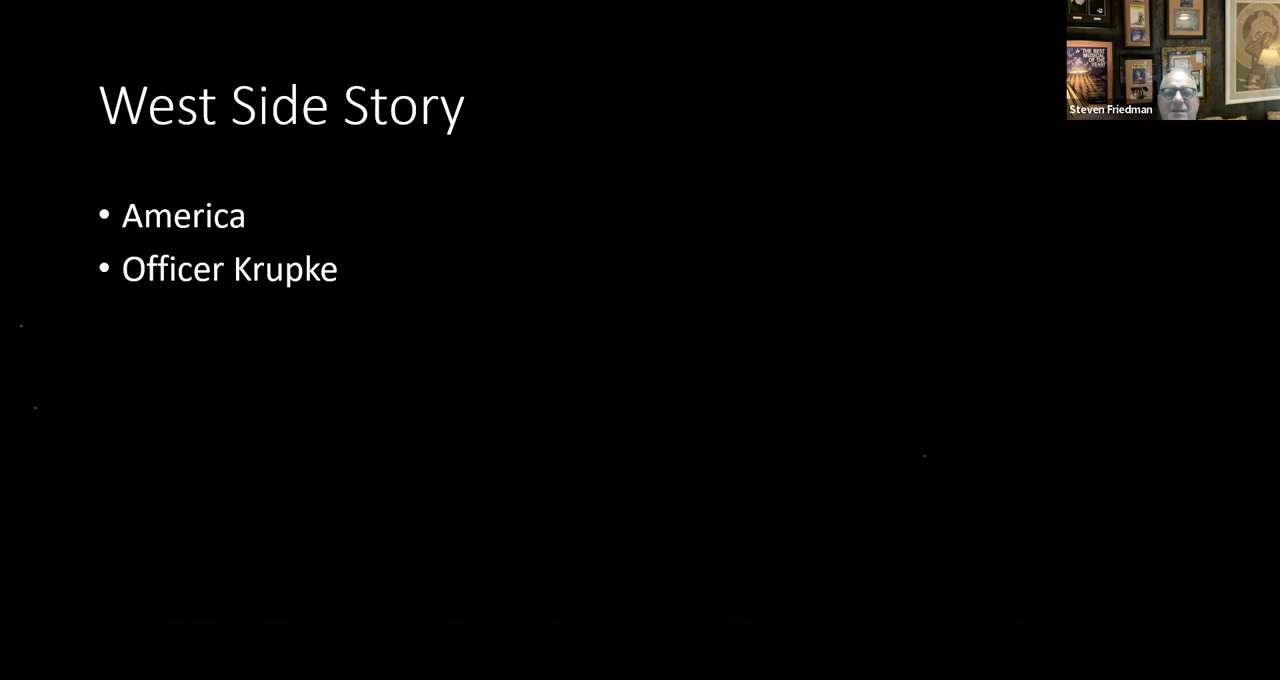 West Side Story
• America
• Officer Krupke
THE BEST
MUSICAL
OF THE
YEAR!
Steven Friedman